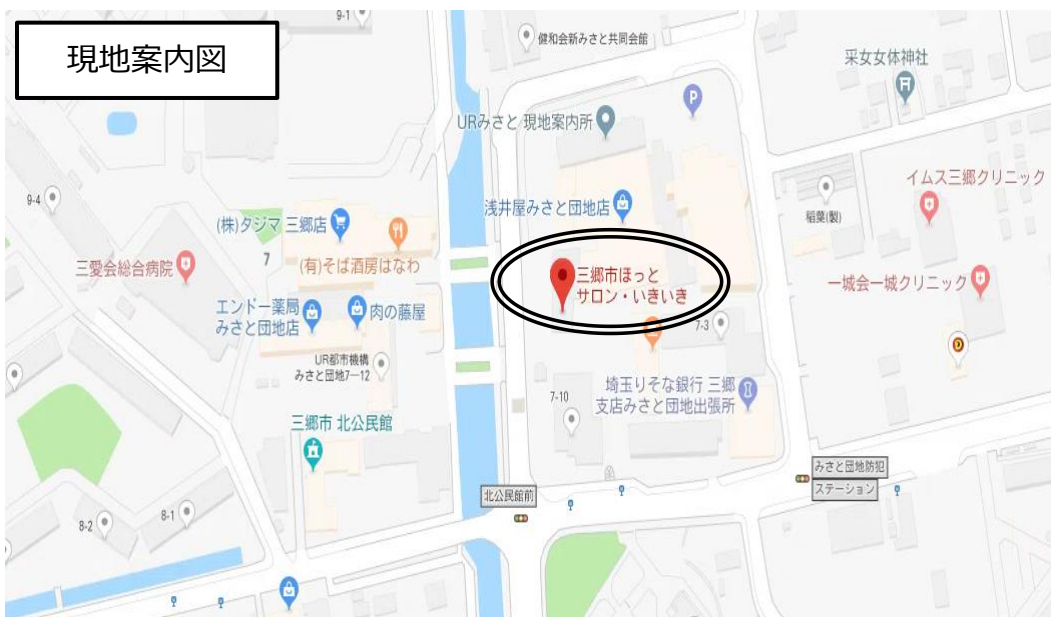 現地案内図
9-1
健和会新みさと共同会館
采女女体神社
P
URみさと 現地案内所
イムス三郷クリニック
9-4
浅井屋みさと団地店
稲葉(製)
(株)タジマ 三郷店
三愛会総合病院
7
(有)そば酒房はなわ
三郷市ほっと
サロン・いきいき
一城会一城クリニック
エンドー薬局
みさと団地店
肉の藤屋
7-3
UR都市機構
みさと団地7ー12
埼玉りそな銀行 三郷
支店みさと団地出張所
7-10
三郷市 北公民館
みさと団地防犯
ステーション
北公民館前
8-2
8-1